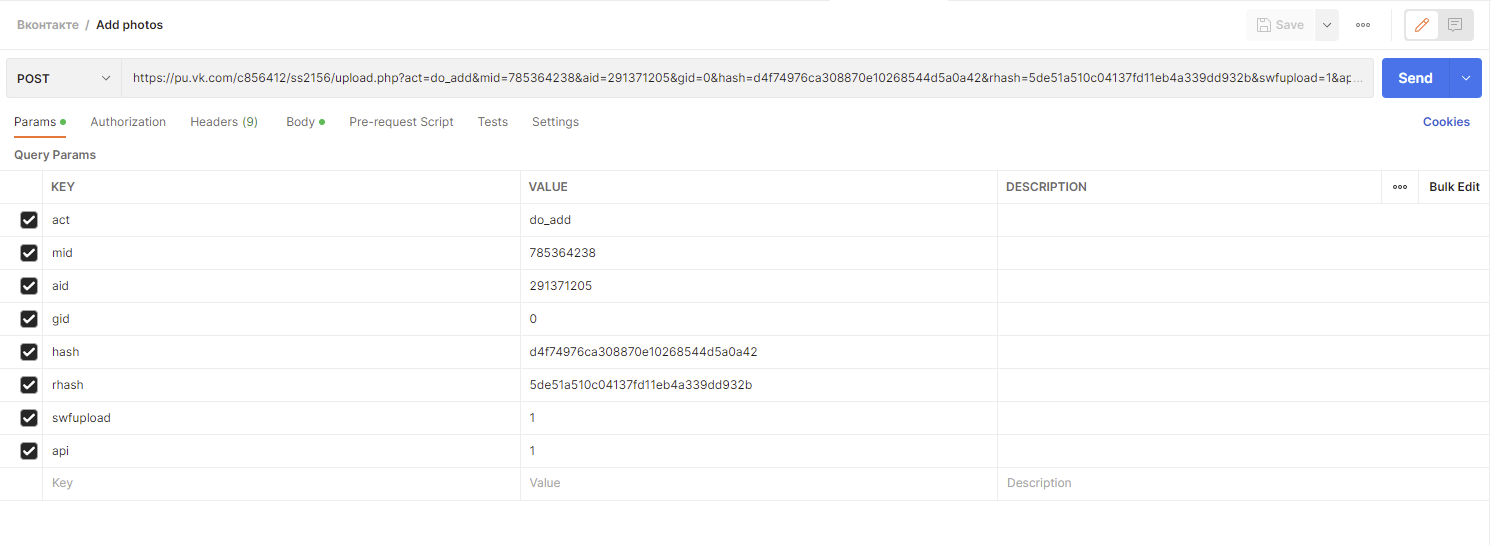 Вконтакте / Add photos Save
POST https://pu.vk.com/c856412/ss2156/upload.php?act=do_add&mid=785364238&aid=291371205&gid=0&hash=d4f74976ca308870e10268544d5a0a42&rhash=5de51a510c04137fd11eb4a339dd932b&swfupload=1&ap... Send
Params Authorization Headers (9) Body Pre-request Script Tests Settings Cookies
Query Params
KEY VALUE DESCRIPTION Bulk Edit
act do_add
mid 785364238
aid 291371205
gid 0
hash d4f74976ca308870e10268544d5a0a42
rhash 5de51a510c04137fd11eb4a339dd932b
swfupload 1
api 1
Key Value Description